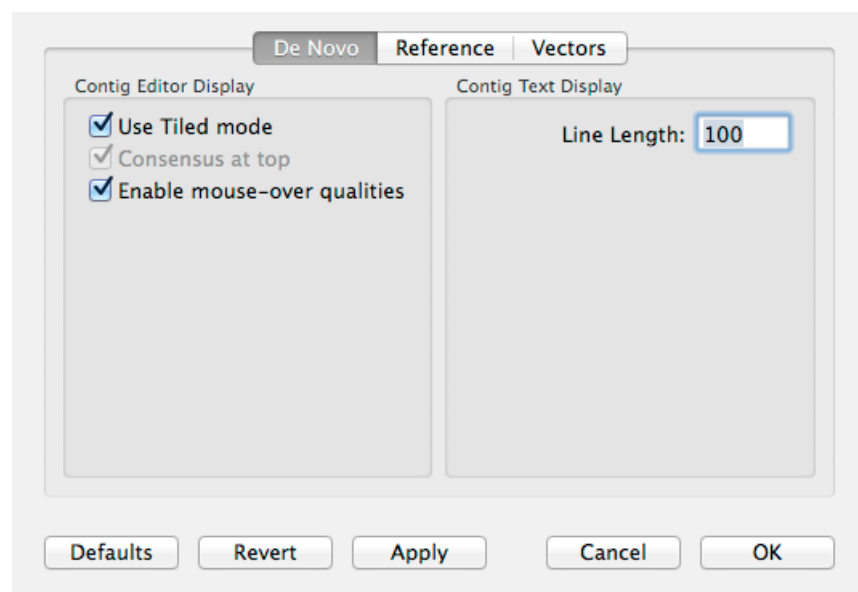 De Novo Reference Vectors
Contig Editor Display
Use Tiled mode
Consensus at top
Enable mouse-over qualities
Contig Text Display
Line Length: 100
Defaults Revert Apply Cancel OK